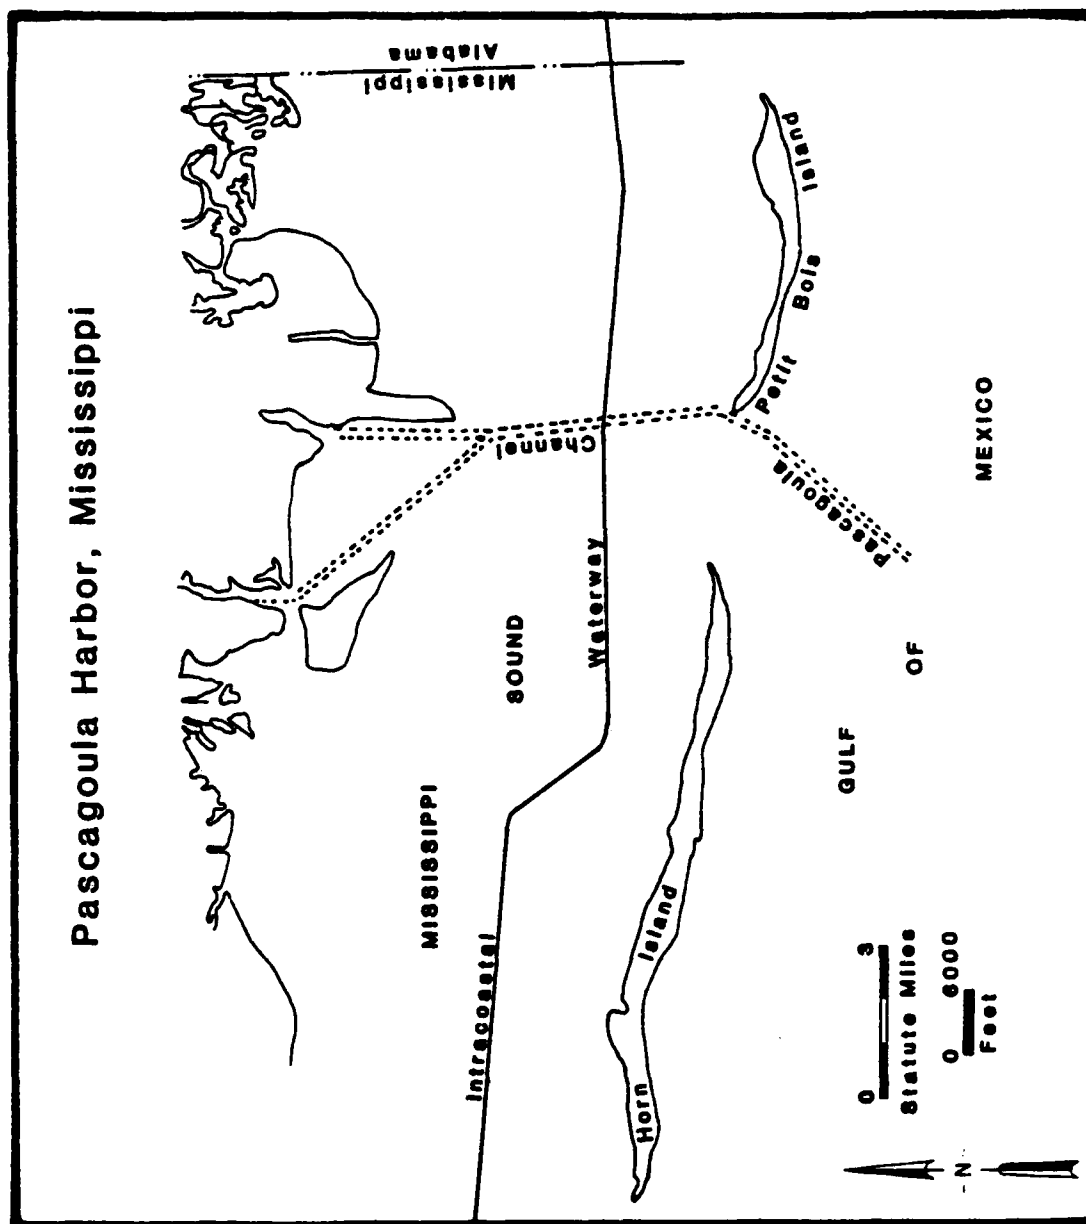 Pascagoula Harbor, Mississippi
Mississippi
Alabama
MISSISSIPPI
SOUND
Intracoastal
Waterway
Channel
Horn
Island
Petit
Bois
Island
Pascagoula
GULF
OF
MEXICO
0 3
Statute Miles
0 6000
Feet
N